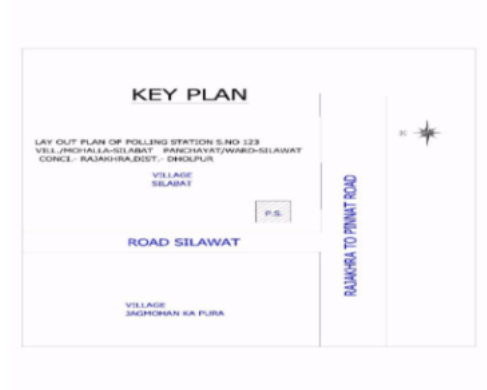 KEY PLAN
LAY OUT PLAN OF POLLING STATION S.NO 123
VILL./MOHALLA-SILABAT PANCHAYAT/WARD-SILAWAT
CONCI.- RAJAKHRA,DIST.- DHOLPUR
VILLAGE
SILABAT
P.S.
ROAD SILAWAT
RAJAKHRA TO PINNAT ROAD
VILLAGE
JAGMOHAN KA PURA